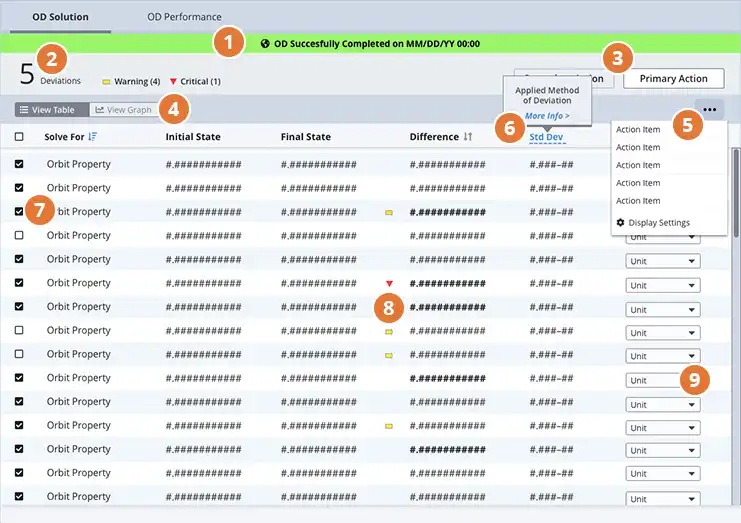 OD Solution OD Performance
1 OD Succesfully Completed on MM/DD/YY 00:00
5 Deviations 2 Warning (4) Critical (1) 3 Primary Action
View Table View Graph 4
Applied Method
of Deviation
More Info >
5
6
Solve For Initial State Final State Difference Std Dev
Action Item
Action Item
Action Item
Action Item
Action Item
Display Settings
Orbit Property #.########### #.########### #.########### #.###–##
Orbit Property #.########### #.########### #.########### #.###–##
7 Orbit Property #.########### #.########### #.########### #.###–##
Orbit Property #.########### #.########### #.########### #.###–## Unit
Orbit Property #.########### #.########### #.########### #.###–## Unit
Orbit Property #.########### #.########### #.########### #.###–## Unit
Orbit Property #.########### #.########### 8 #.########### #.###–## Unit
Orbit Property #.########### #.########### #.########### #.###–## Unit
Orbit Property #.########### #.########### #.########### #.###–## Unit
Orbit Property #.########### #.########### #.########### #.###–## Unit 9
Orbit Property #.########### #.########### #.########### #.###–## Unit
Orbit Property #.########### #.########### #.########### #.###–## Unit
Orbit Property #.########### #.########### #.########### #.###–## Unit
Orbit Property #.########### #.########### #.########### #.###–## Unit
Orbit Property #.########### #.########### #.########### #.###–## Unit